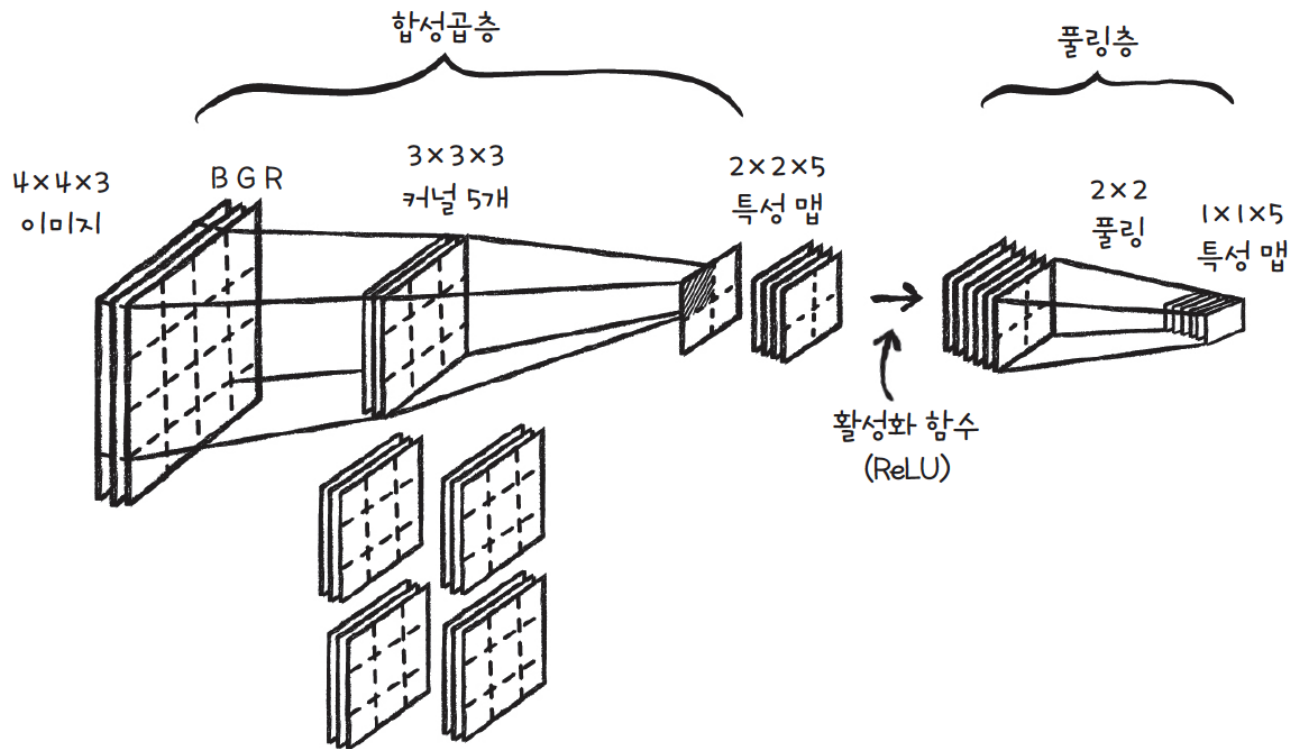 합성곱층
풀링층
4×4×3
이미지
B G R
3×3×3
커널 5개
2×2×5
특성 맵
2×2
풀링
1×1×5
특성 맵
활성화 함수
(ReLU)